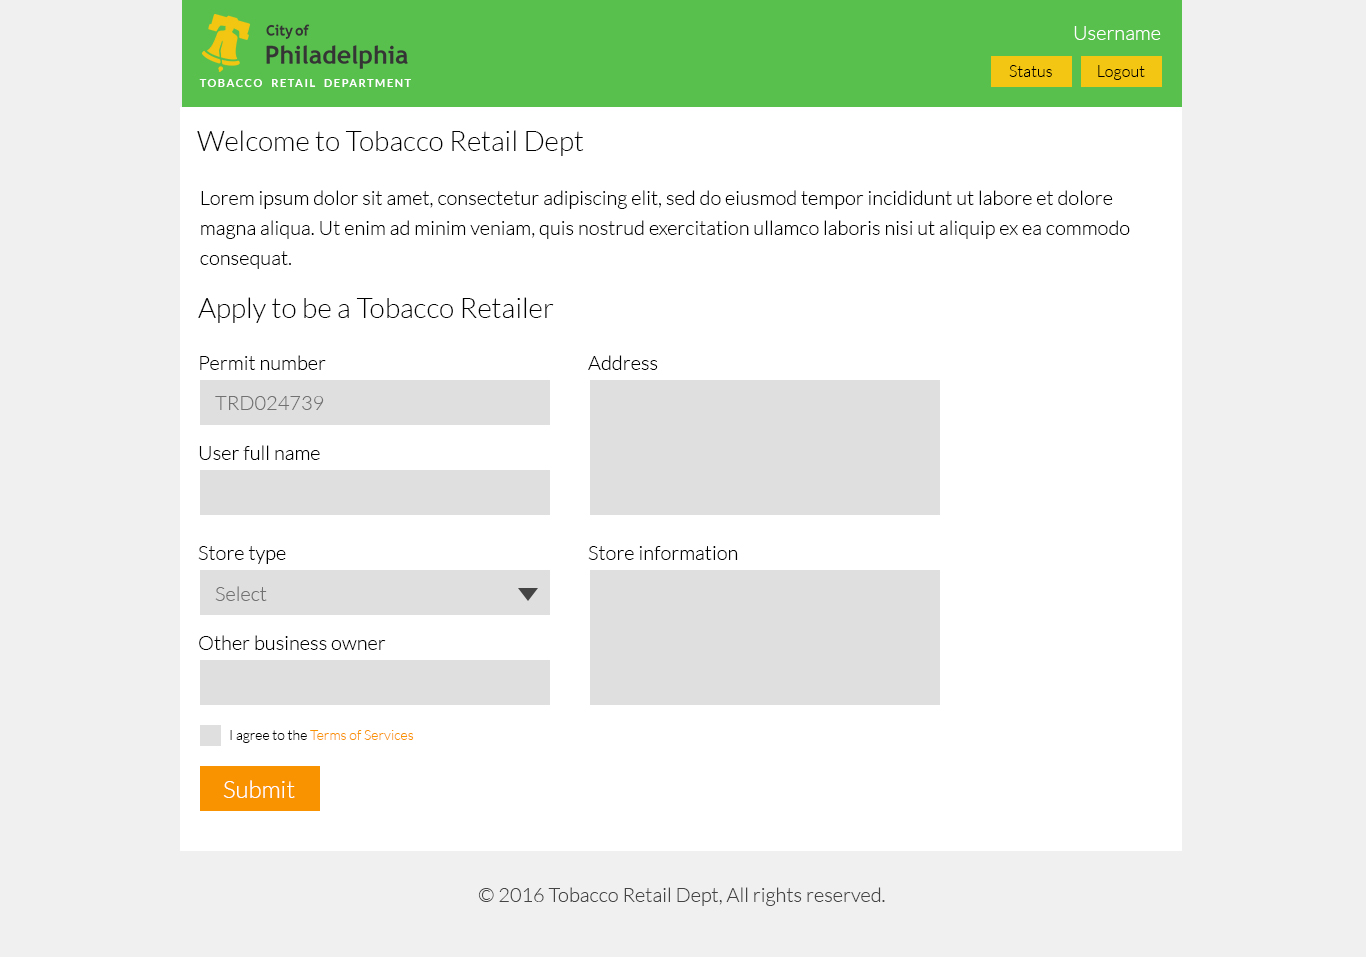 City of
Philadelphia
TOBACCO RETAIL DEPARTMENT
Username
Status
Logout
Welcome to Tobacco Retail Dept
Lorem ipsum dolor sit amet, consectetur adipiscing elit, sed do eiusmod tempor incididunt ut labore et dolore
magna aliqua. Ut enim ad minim veniam, quis nostrud exercitation ullamco laboris nisi ut aliquip ex ea commodo
consequat.
Apply to be a Tobacco Retailer
Permit number
TRD024739
User full name
Address
Store type
Select
Other business owner
Store information
I agree to the Terms of Services
Submit
© 2016 Tobacco Retail Dept, All rights reserved.